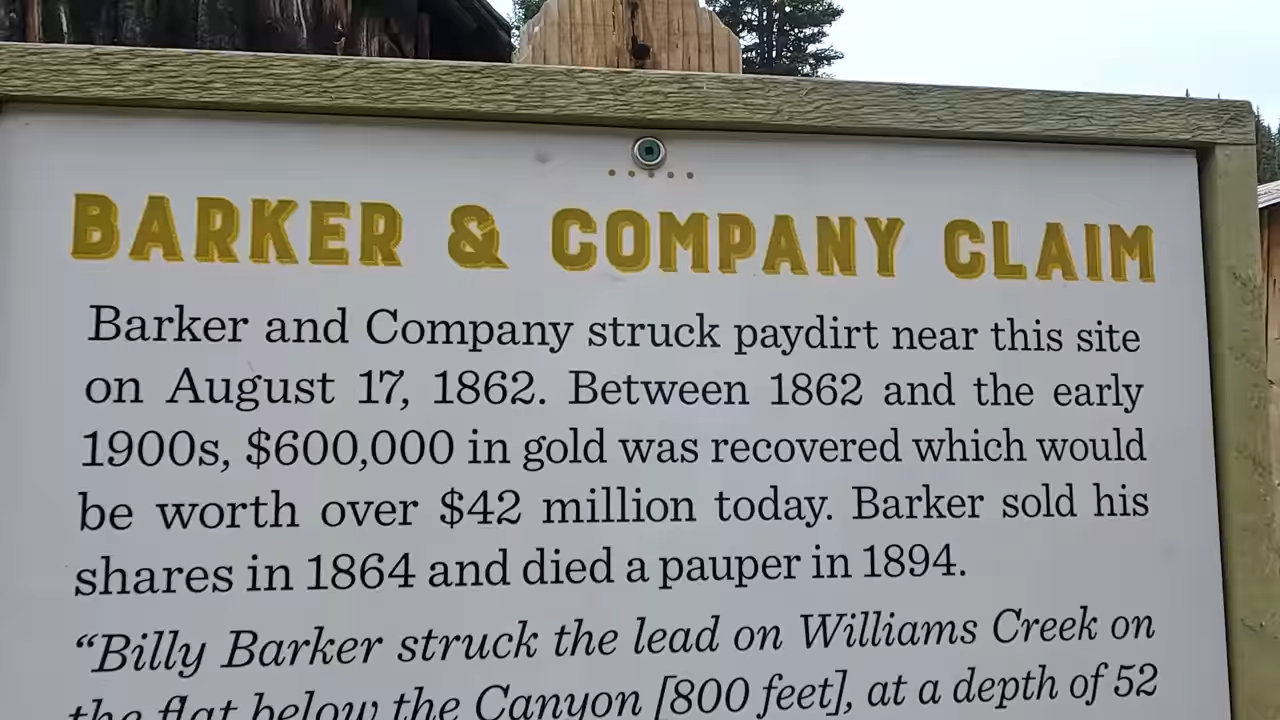 BARKER & COMPANY CLAIM
Barker and Company struck paydirt near this site
on August 17, 1862. Between 1862 and the early
1900s, $600,000 in gold was recovered which would
be worth over $42 million today. Barker sold his
shares in 1864 and died a pauper in 1894.
“Billy Barker struck the lead on Williams Creek on
the flat below the Canyon [800 feet], at a depth of 52